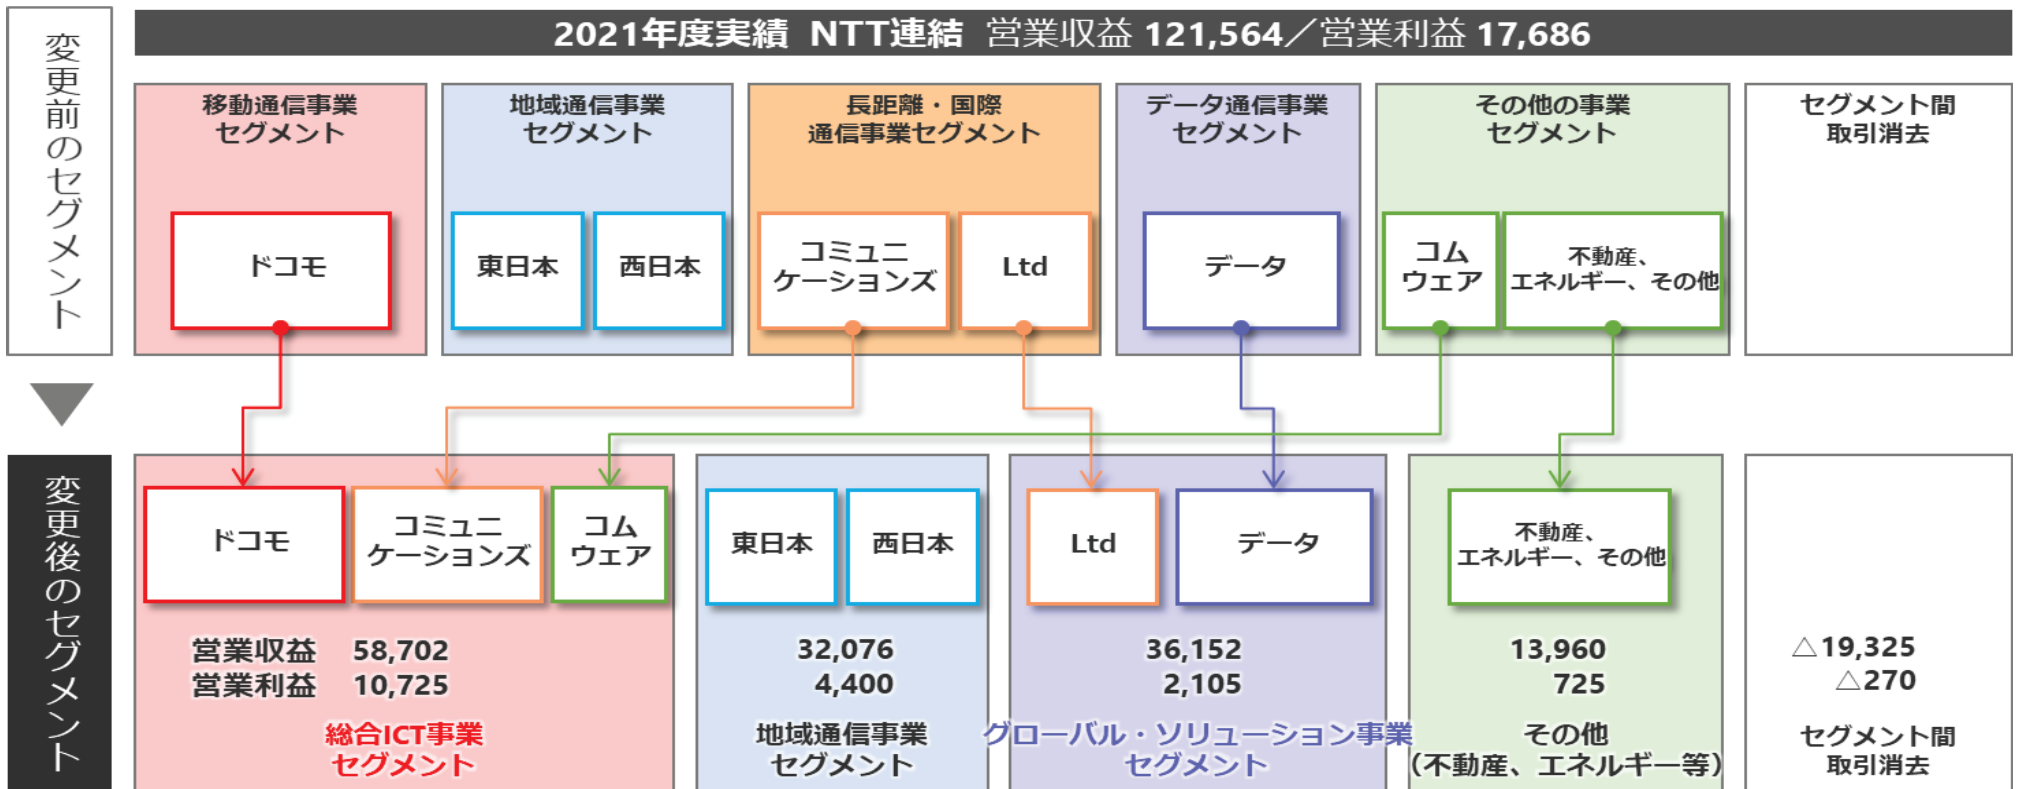 変更前のセグメント
2021年度実績 NTT連結 営業収益 121,564／営業利益 17,686
移動通信事業
セグメント
地域通信事業
セグメント
長距離・国際
通信事業セグメント
データ通信事業
セグメント
その他の事業
セグメント
セグメント間
取引消去
ドコモ
東日本
西日本
コミュニ
ケーションズ
Ltd
データ
コム
ウェア
不動産、
エネルギー、その他
変更後のセグメント
ドコモ
コミュニ
ケーションズ
コム
ウェア
東日本
西日本
Ltd
データ
不動産、
エネルギー、その他
営業収益 58,702
営業利益 10,725
32,076
4,400
36,152
2,105
13,960
725
△19,325
△270
総合ICT事業
セグメント
地域通信事業
セグメント
グローバル・ソリューション事業
セグメント
その他
（不動産、エネルギー等）
セグメント間
取引消去